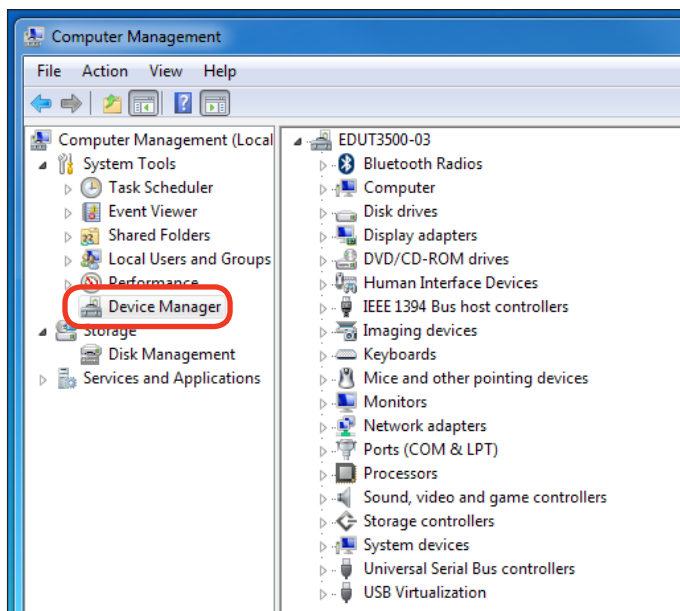 Computer Management
File Action View Help
Computer Management (Local
System Tools
Task Scheduler
Event Viewer
Shared Folders
Local Users and Groups
Performance
Device Manager
Storage
Disk Management
Services and Applications
EDUT3500-03
Bluetooth Radios
Computer
Disk drives
Display adapters
DVD/CD-ROM drives
Human Interface Devices
IEEE 1394 Bus host controllers
Imaging devices
Keyboards
Mice and other pointing devices
Monitors
Network adapters
Ports (COM & LPT)
Processors
Sound, video and game controllers
Storage controllers
System devices
Universal Serial Bus controllers
USB Virtualization